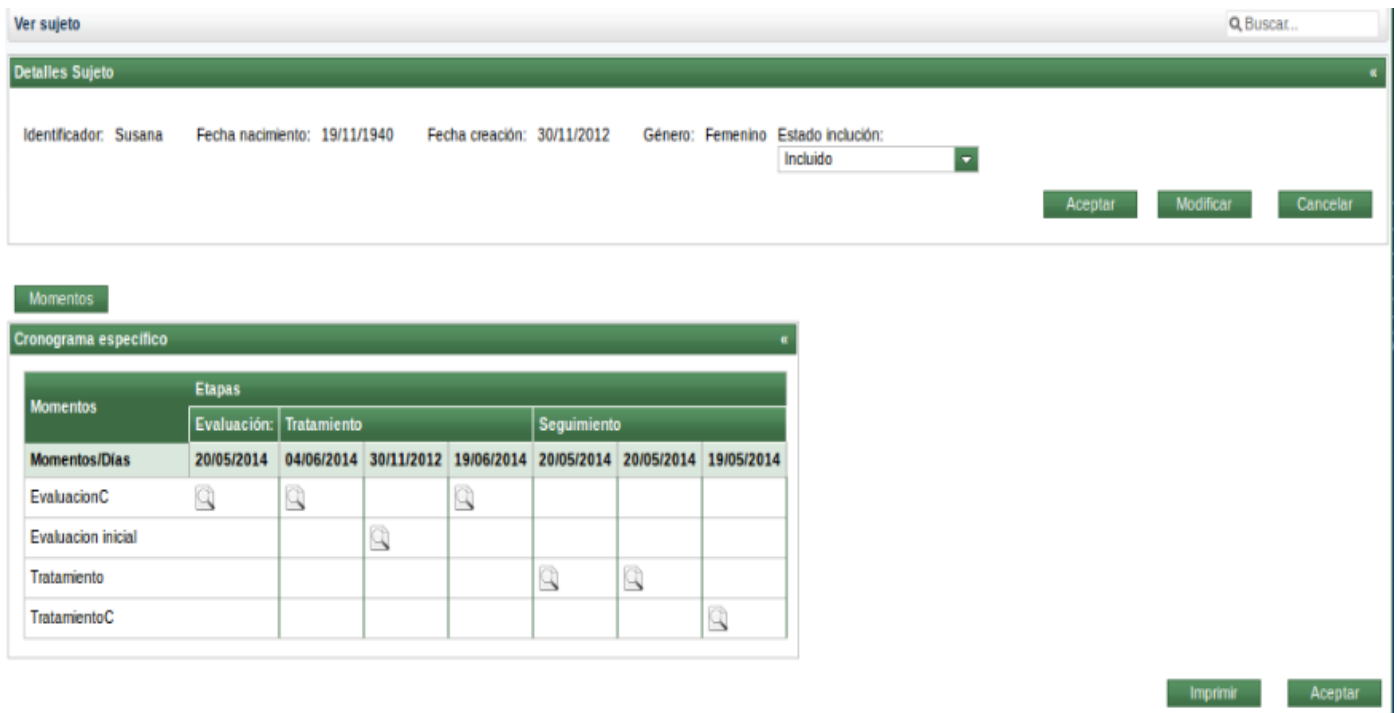 Ver sujeto Buscar...
Detalles Sujeto «
Identificador: Susana Fecha nacimiento: 19/11/1940 Fecha creación: 30/11/2012 Género: Femenino Estado inclución:
Incluido
Aceptar Modificar Cancelar
Momentos
Cronograma específico «
Momentos Etapas
Evaluación: Tratamiento Seguimiento
Momentos/Días 20/05/2014 04/06/2014 30/11/2012 19/06/2014 20/05/2014 20/05/2014 19/05/2014
EvaluacionC
Evaluacion inicial
Tratamiento
TratamientoC
Imprimir Aceptar